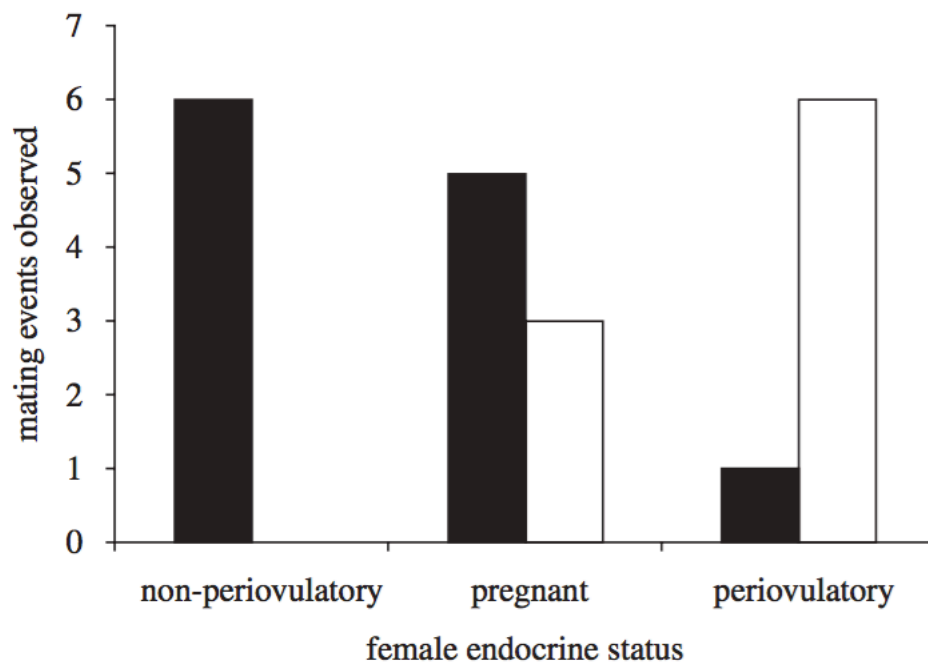 7
6
5
4
3
2
1
0
mating events observed
non-periovulatory pregnant periovulatory
female endocrine status